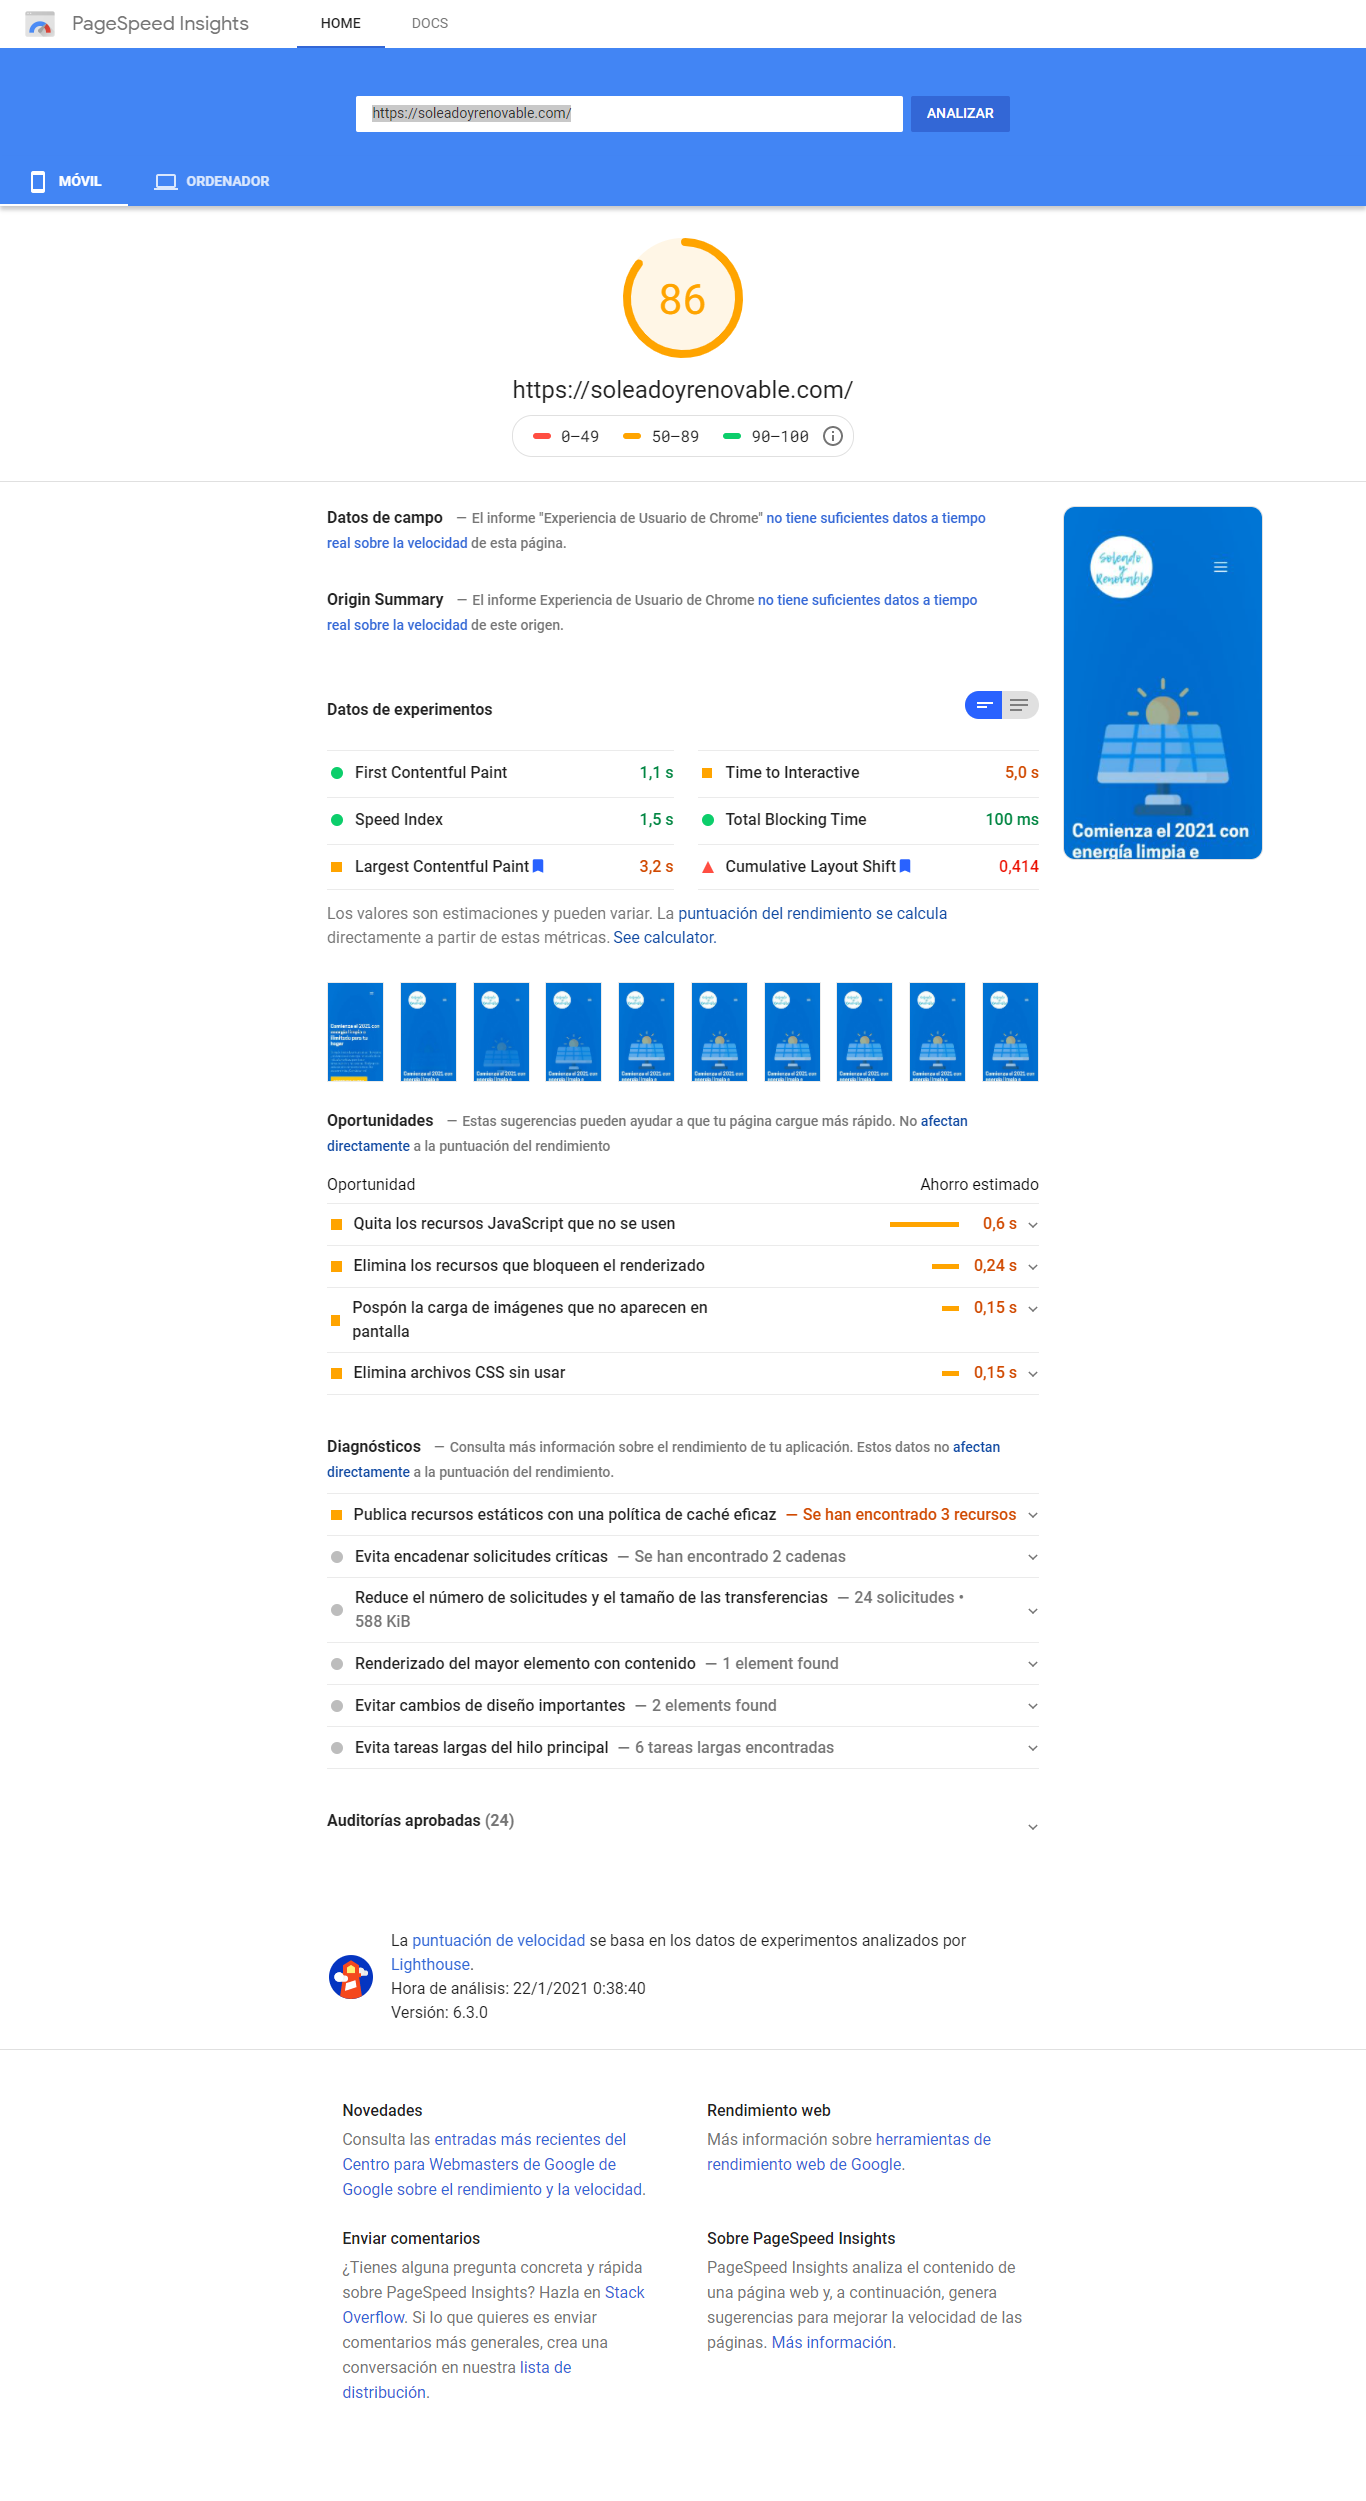 PageSpeed Insights
HOME
DOCS
https://soleadoyrenovable.com/
ANALIZAR
MÓVIL
ORDENADOR
86
https://soleadoyrenovable.com/
0–49
50–89
90–100
Datos de campo — El informe "Experiencia de Usuario de Chrome" no tiene suficientes datos a tiempo
real sobre la velocidad de esta página.
Origin Summary — El informe Experiencia de Usuario de Chrome no tiene suficientes datos a tiempo
real sobre la velocidad de este origen.
Soleado
y
Renovable
Comienza el 2021 con
energía limpia e
Datos de experimentos
First Contentful Paint 1,1 s
Time to Interactive 5,0 s
Speed Index 1,5 s
Total Blocking Time 100 ms
Largest Contentful Paint 3,2 s
Cumulative Layout Shift 0,414
Los valores son estimaciones y pueden variar. La puntuación del rendimiento se calcula
directamente a partir de estas métricas. See calculator.
Oportunidades — Estas sugerencias pueden ayudar a que tu página cargue más rápido. No afectan
directamente a la puntuación del rendimiento
Oportunidad Ahorro estimado
Quita los recursos JavaScript que no se usen 0,6 s
Elimina los recursos que bloqueen el renderizado 0,24 s
Pospón la carga de imágenes que no aparecen en 0,15 s
pantalla
Elimina archivos CSS sin usar 0,15 s
Diagnósticos — Consulta más información sobre el rendimiento de tu aplicación. Estos datos no afectan
directamente a la puntuación del rendimiento.
Publica recursos estáticos con una política de caché eficaz — Se han encontrado 3 recursos
Evita encadenar solicitudes críticas — Se han encontrado 2 cadenas
Reduce el número de solicitudes y el tamaño de las transferencias — 24 solicitudes •
588 KiB
Renderizado del mayor elemento con contenido — 1 element found
Evitar cambios de diseño importantes — 2 elements found
Evita tareas largas del hilo principal — 6 tareas largas encontradas
Auditorías aprobadas (24)
La puntuación de velocidad se basa en los datos de experimentos analizados por
Lighthouse.
Hora de análisis: 22/1/2021 0:38:40
Versión: 6.3.0
Novedades
Consulta las entradas más recientes del
Centro para Webmasters de Google de
Google sobre el rendimiento y la velocidad.
Rendimiento web
Más información sobre herramientas de
rendimiento web de Google.
Enviar comentarios
¿Tienes alguna pregunta concreta y rápida
sobre PageSpeed Insights? Hazla en Stack
Overflow. Si lo que quieres es enviar
comentarios más generales, crea una
conversación en nuestra lista de
distribución.
Sobre PageSpeed Insights
PageSpeed Insights analiza el contenido de
una página web y, a continuación, genera
sugerencias para mejorar la velocidad de las
páginas. Más información.